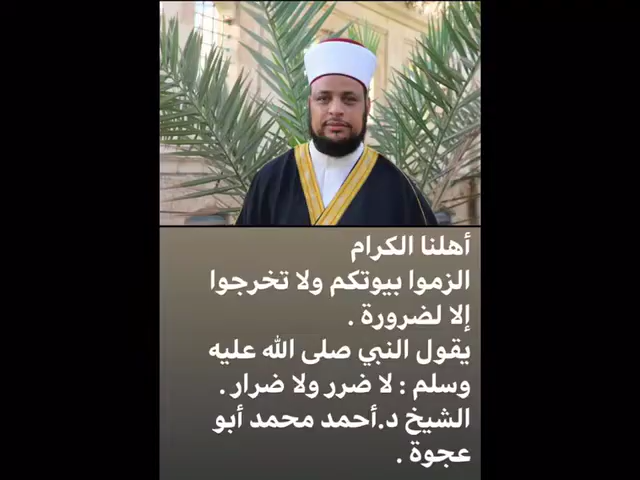 أهلنا الكرام
الزموا بيوتكم ولا تخرجوا
إلا لضرورة .
يقول النبي صلى الله عليه
وسلم : لا ضرر ولا ضرار .
الشيخ د.أحمد محمد أبو
عجوة .